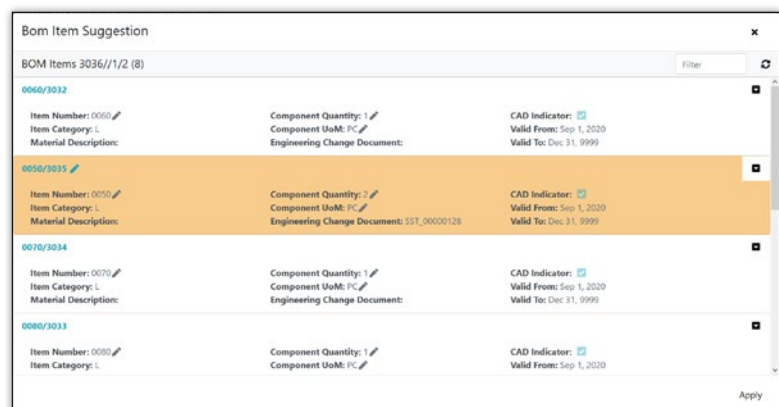 Bom Item Suggestion
BOM Items 3036//1/2 (8)
Filter
0060/3032
Item Number: 0060 Component Quantity: 1 CAD Indicator:
Item Category: L Component UoM: PC Valid From: Sep 1, 2020
Material Description: Engineering Change Document: Valid To: Dec 31, 9999
0050/3035
Item Number: 0050 Component Quantity: 2 CAD Indicator:
Item Category: L Component UoM: PC Valid From: Sep 1, 2020
Material Description: Engineering Change Document: SST_00000128 Valid To: Dec 31, 9999
0070/3034
Item Number: 0070 Component Quantity: 1 CAD Indicator:
Item Category: L Component UoM: PC Valid From: Sep 1, 2020
Material Description: Engineering Change Document: Valid To: Dec 31, 9999
0080/3033
Item Number: 0080 Component Quantity: 1 CAD Indicator:
Item Category: L Component UoM: PC Valid From: Sep 1, 2020
Apply